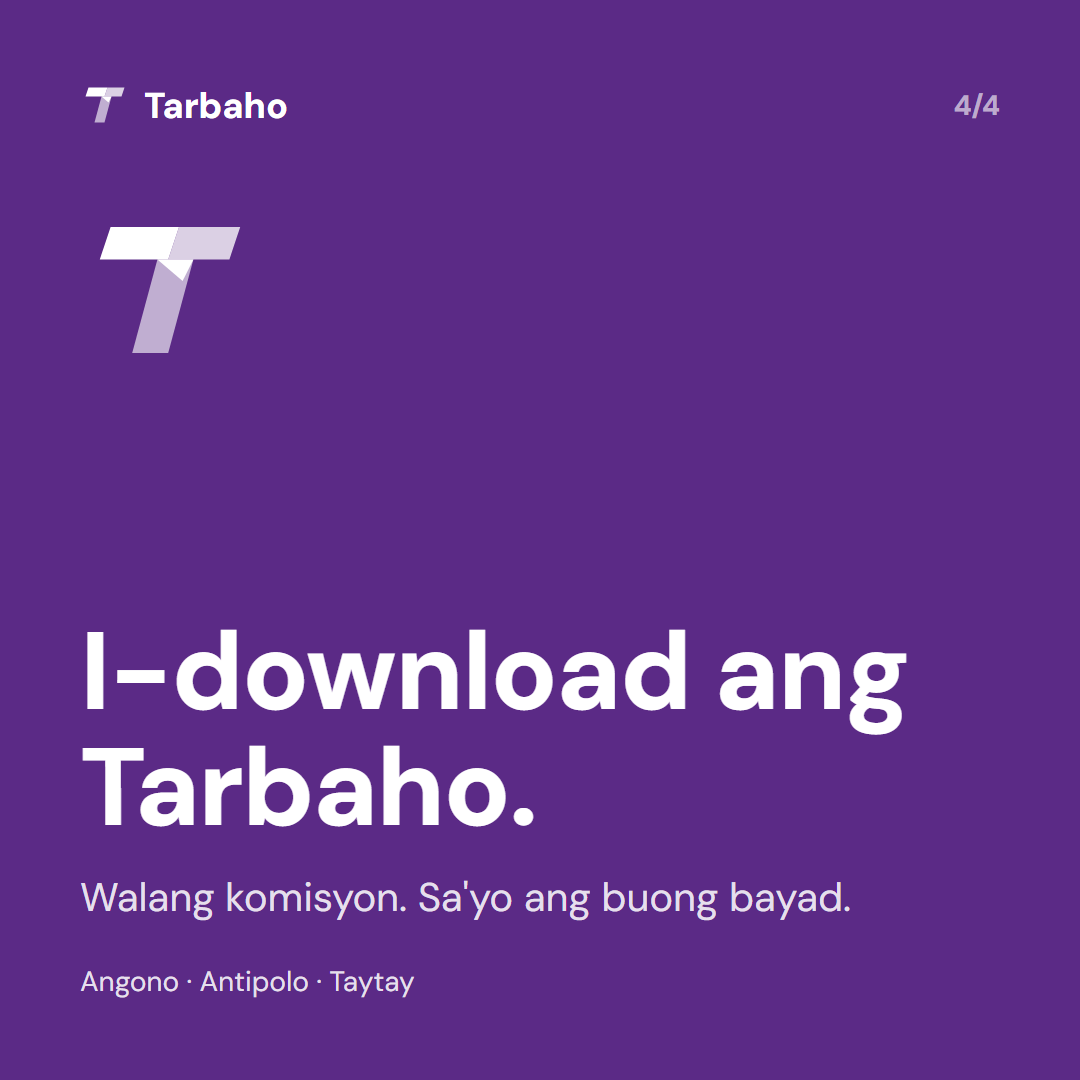 Tarbaho
4/4
I-download ang
Tarbaho.
Walang komisyon. Sa'yo ang buong bayad.
Angono · Antipolo · Taytay